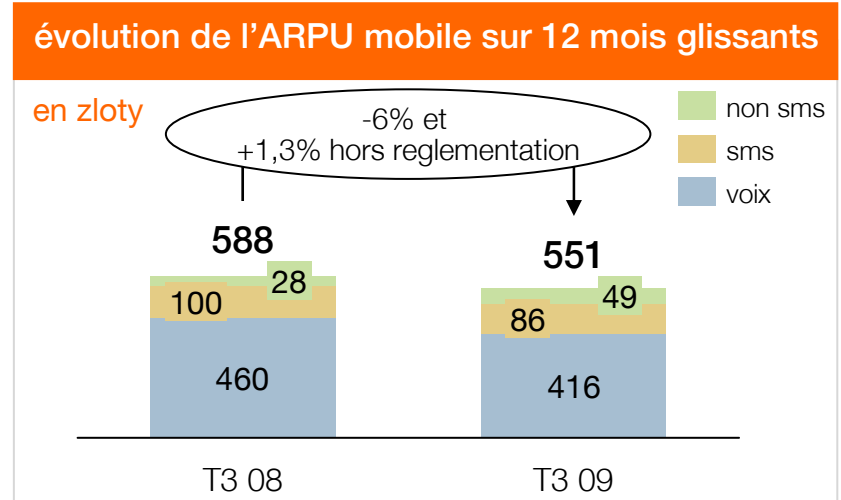 évolution de l'ARPU mobile sur 12 mois glissants
en zloty
-6% et
+1,3% hors reglementation
non sms
sms
voix
588
551
28
49
100
86
460
416
T3 08
T3 09